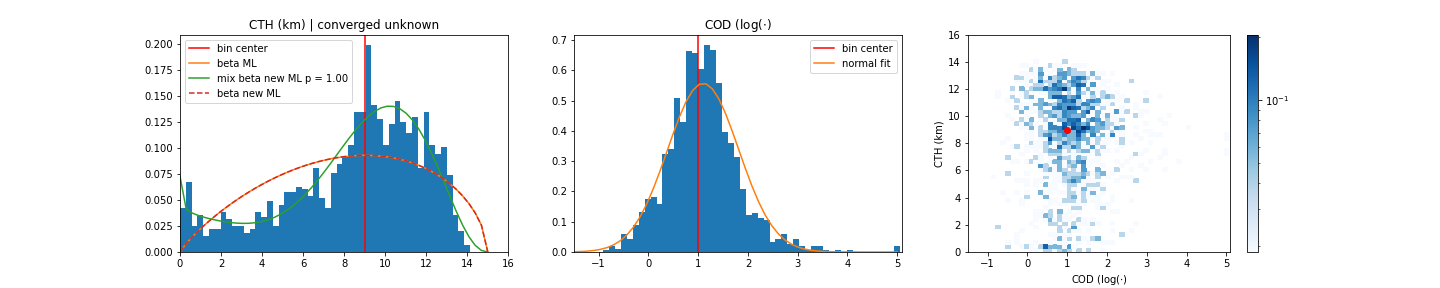 CTH (km) | converged unknown
0.200
0.175
0.150
0.125
0.100
0.075
0.050
0.025
0.000
0 2 4 6 8 10 12 14 16
bin center
beta ML
mix beta new ML p = 1.00
beta new ML
COD (log(·)
0.7
0.6
0.5
0.4
0.3
0.2
0.1
0.0
−1 0 1 2 3 4 5
bin center
normal fit
CTH (km)
16
14
12
10
8
6
4
2
0
−1 0 1 2 3 4 5
COD (log(·)
10⁻¹